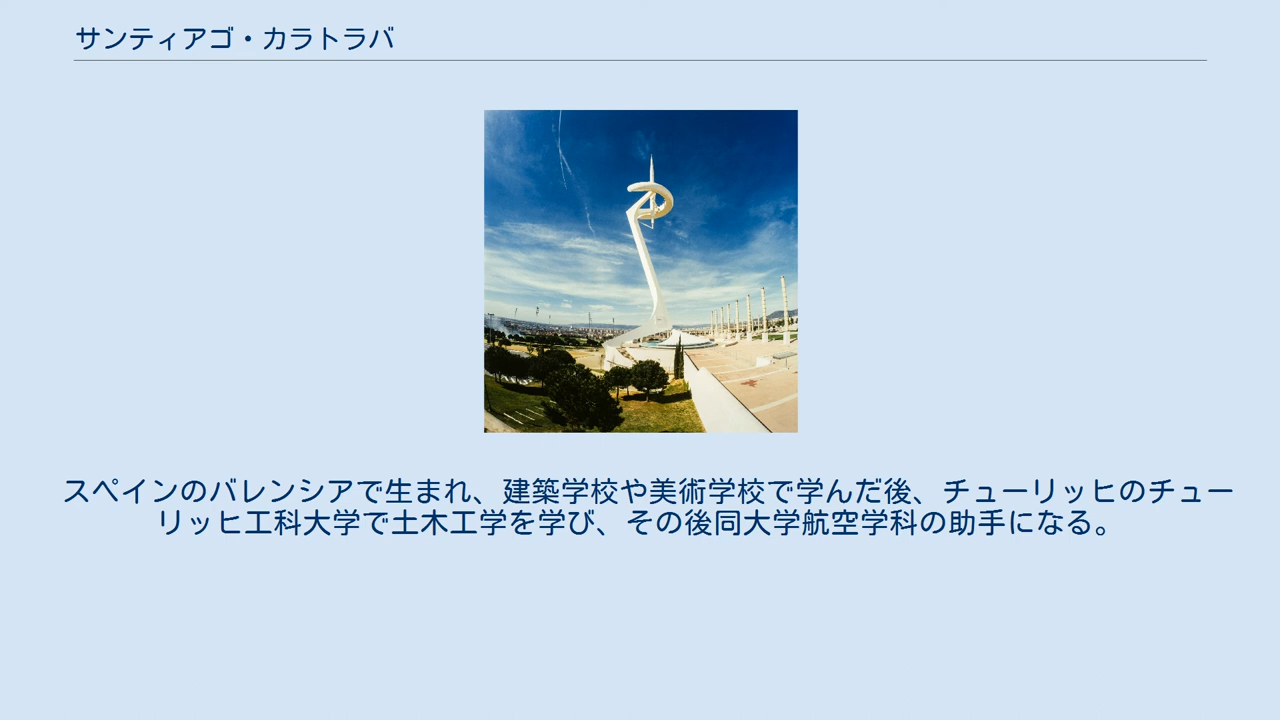 サンティアゴ・カラトラバ
スペインのバレンシアで生まれ、建築学校や美術学校で学んだ後、チューリッヒのチュー
リッヒ工科大学で土木工学を学び、その後同大学航空学科の助手になる。